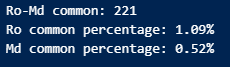 Ro-Md common: 221
Ro common percentage: 1.09%
Md common percentage: 0.52%